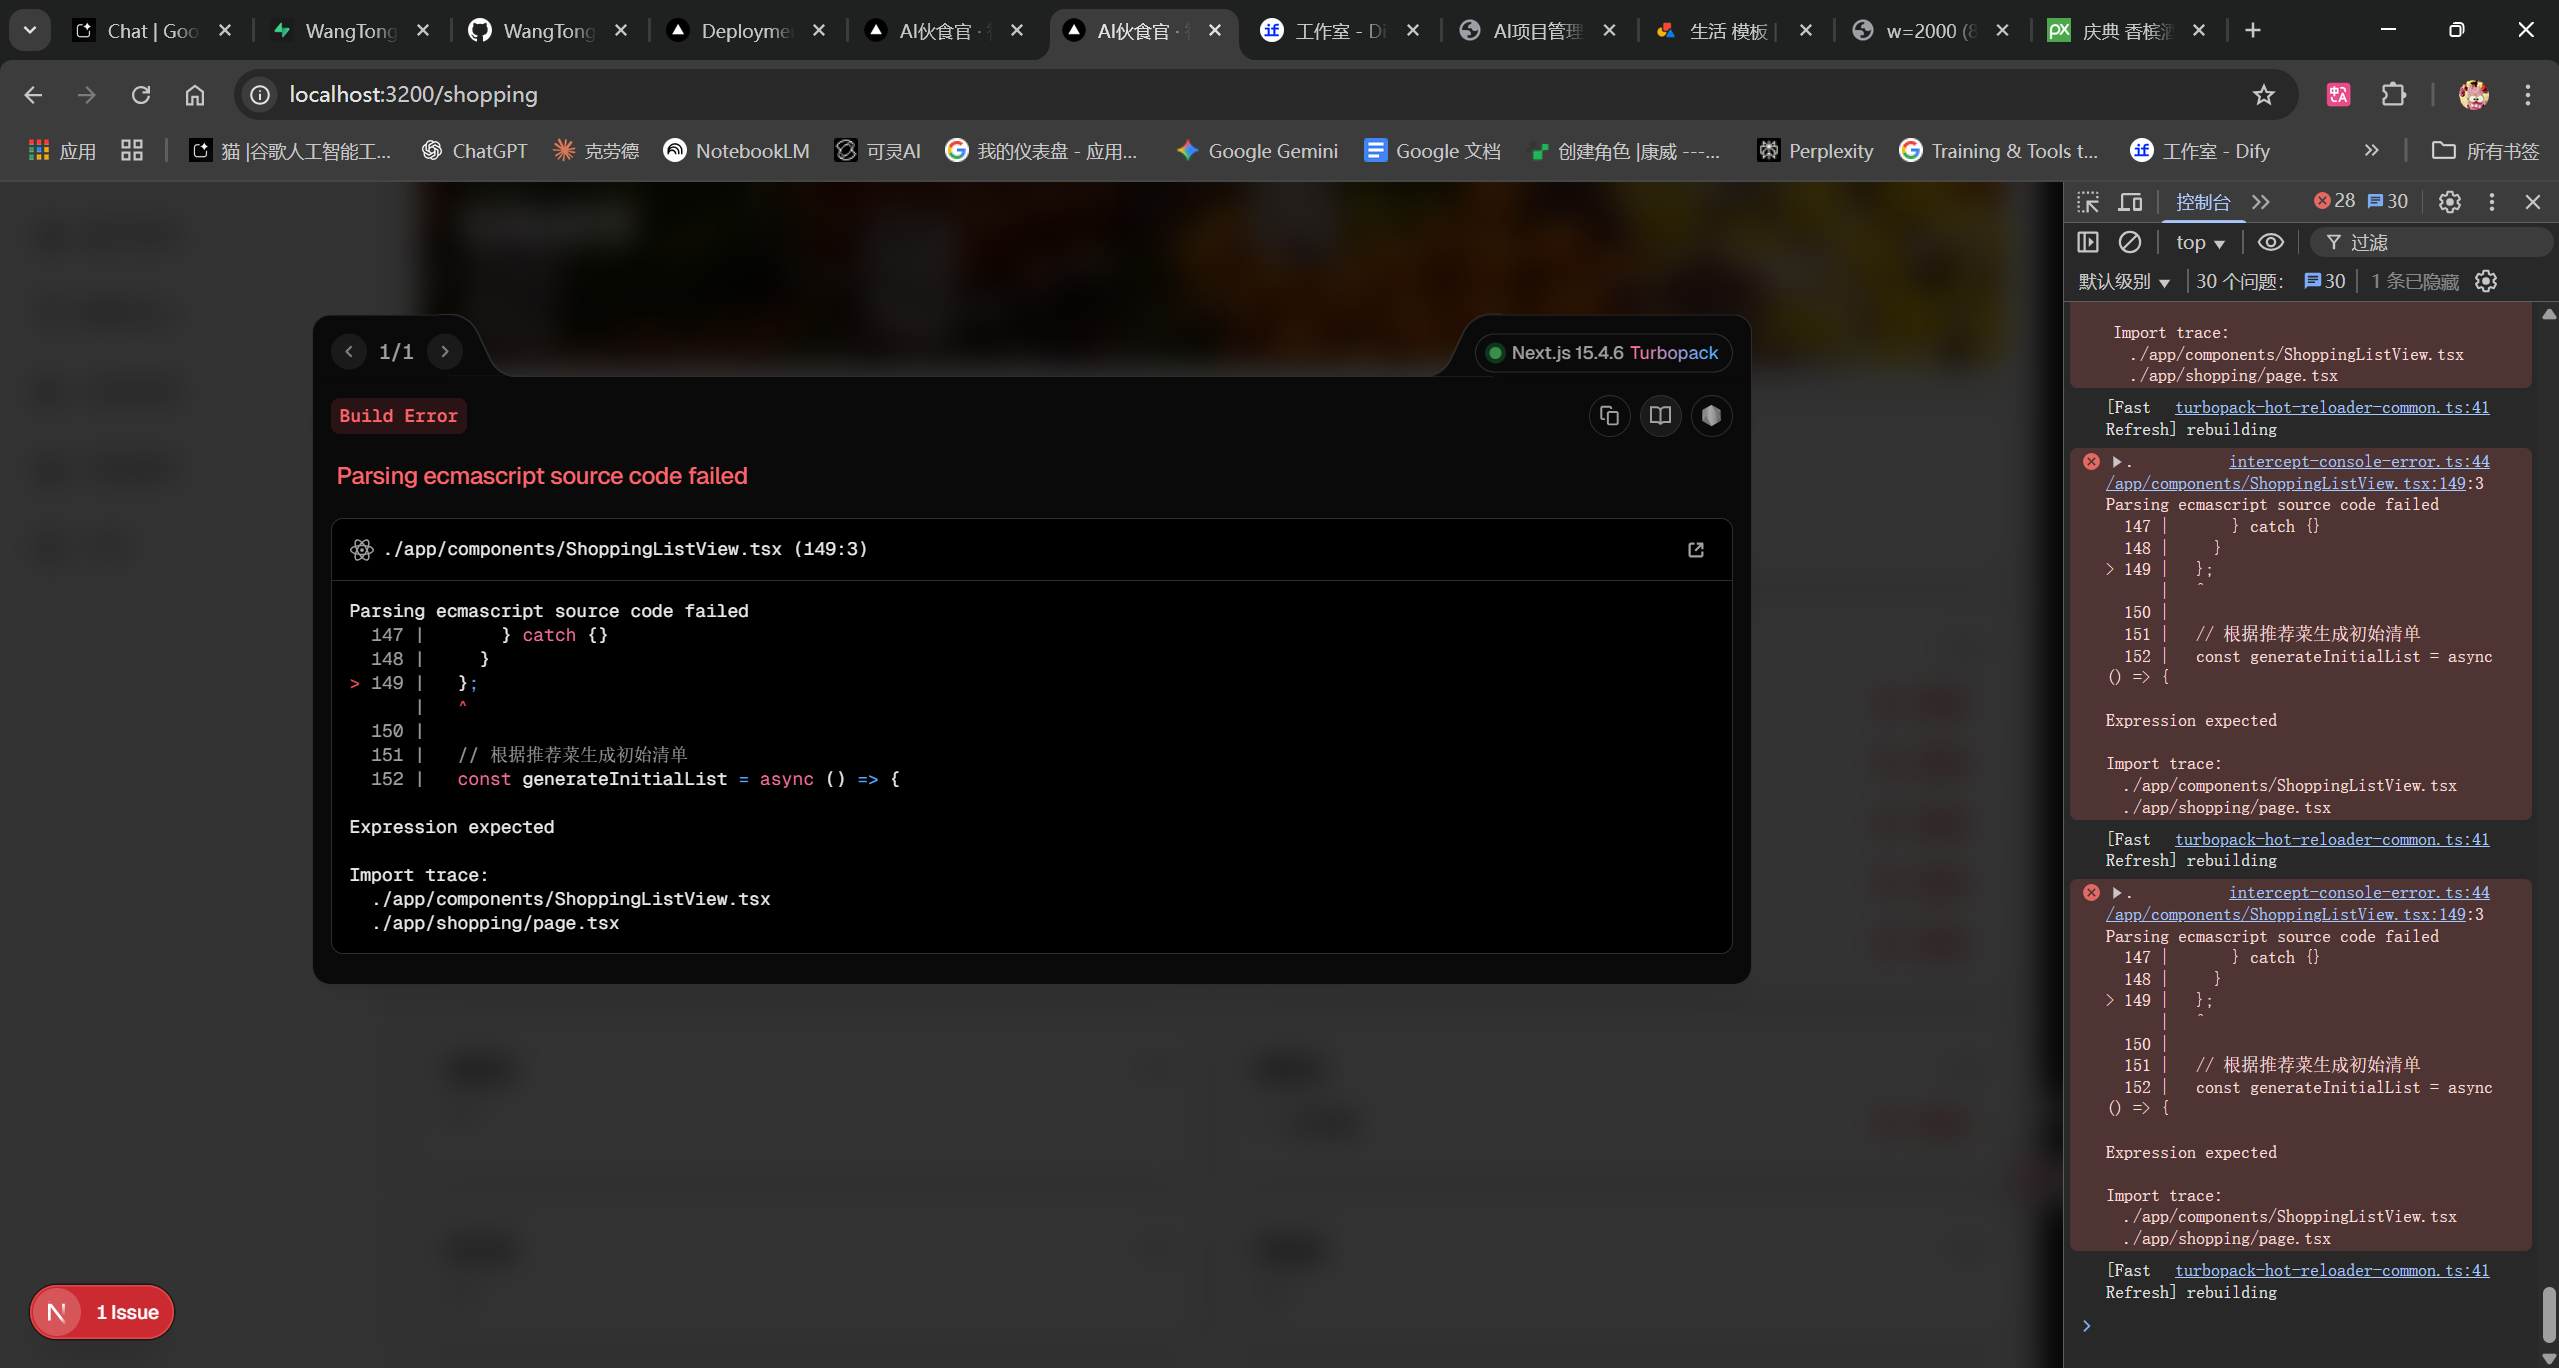 Chat | Goo
WangTong
WangTong
Deployme
AI伙食官 ·
AI伙食官 ·
工作室 - Di
AI项目管理
生活 模板 |
w=2000 (8
庆典 香槟酒
localhost:3200/shopping
应用
猫 |谷歌人工智能工...
ChatGPT
克劳德
NotebookLM
可灵AI
我的仪表盘 - 应用...
Google Gemini
Google 文档
创建角色 |康威 ---...
Perplexity
Training & Tools t...
工作室 - Dify
所有书签
1/1
Next.js 15.4.6 Turbopack
Build Error
Parsing ecmascript source code failed
./app/components/ShoppingListView.tsx (149:3)
Parsing ecmascript source code failed
147 | } catch {}
148 | }
> 149 | };
| ^
150 |
151 | // 根据推荐菜生成初始清单
152 | const generateInitialList = async () => {
Expression expected
Import trace:
./app/components/ShoppingListView.tsx
./app/shopping/page.tsx
N 1 Issue
控制台
28
30
top
过滤
默认级别
30 个问题:
30
1 条已隐藏
Import trace:
./app/components/ShoppingListView.tsx
./app/shopping/page.tsx
[Fast turbopack-hot-reloader-common.ts:41
Refresh] rebuilding
. intercept-console-error.ts:44
/app/components/ShoppingListView.tsx:149:3
Parsing ecmascript source code failed
147 | } catch {}
148 | }
> 149 | };
| ^
150 |
151 | // 根据推荐菜生成初始清单
152 | const generateInitialList = async
() => {
Expression expected
Import trace:
./app/components/ShoppingListView.tsx
./app/shopping/page.tsx
[Fast turbopack-hot-reloader-common.ts:41
Refresh] rebuilding
. intercept-console-error.ts:44
/app/components/ShoppingListView.tsx:149:3
Parsing ecmascript source code failed
147 | } catch {}
148 | }
> 149 | };
| ^
150 |
151 | // 根据推荐菜生成初始清单
152 | const generateInitialList = async
() => {
Expression expected
Import trace:
./app/components/ShoppingListView.tsx
./app/shopping/page.tsx
[Fast turbopack-hot-reloader-common.ts:41
Refresh] rebuilding